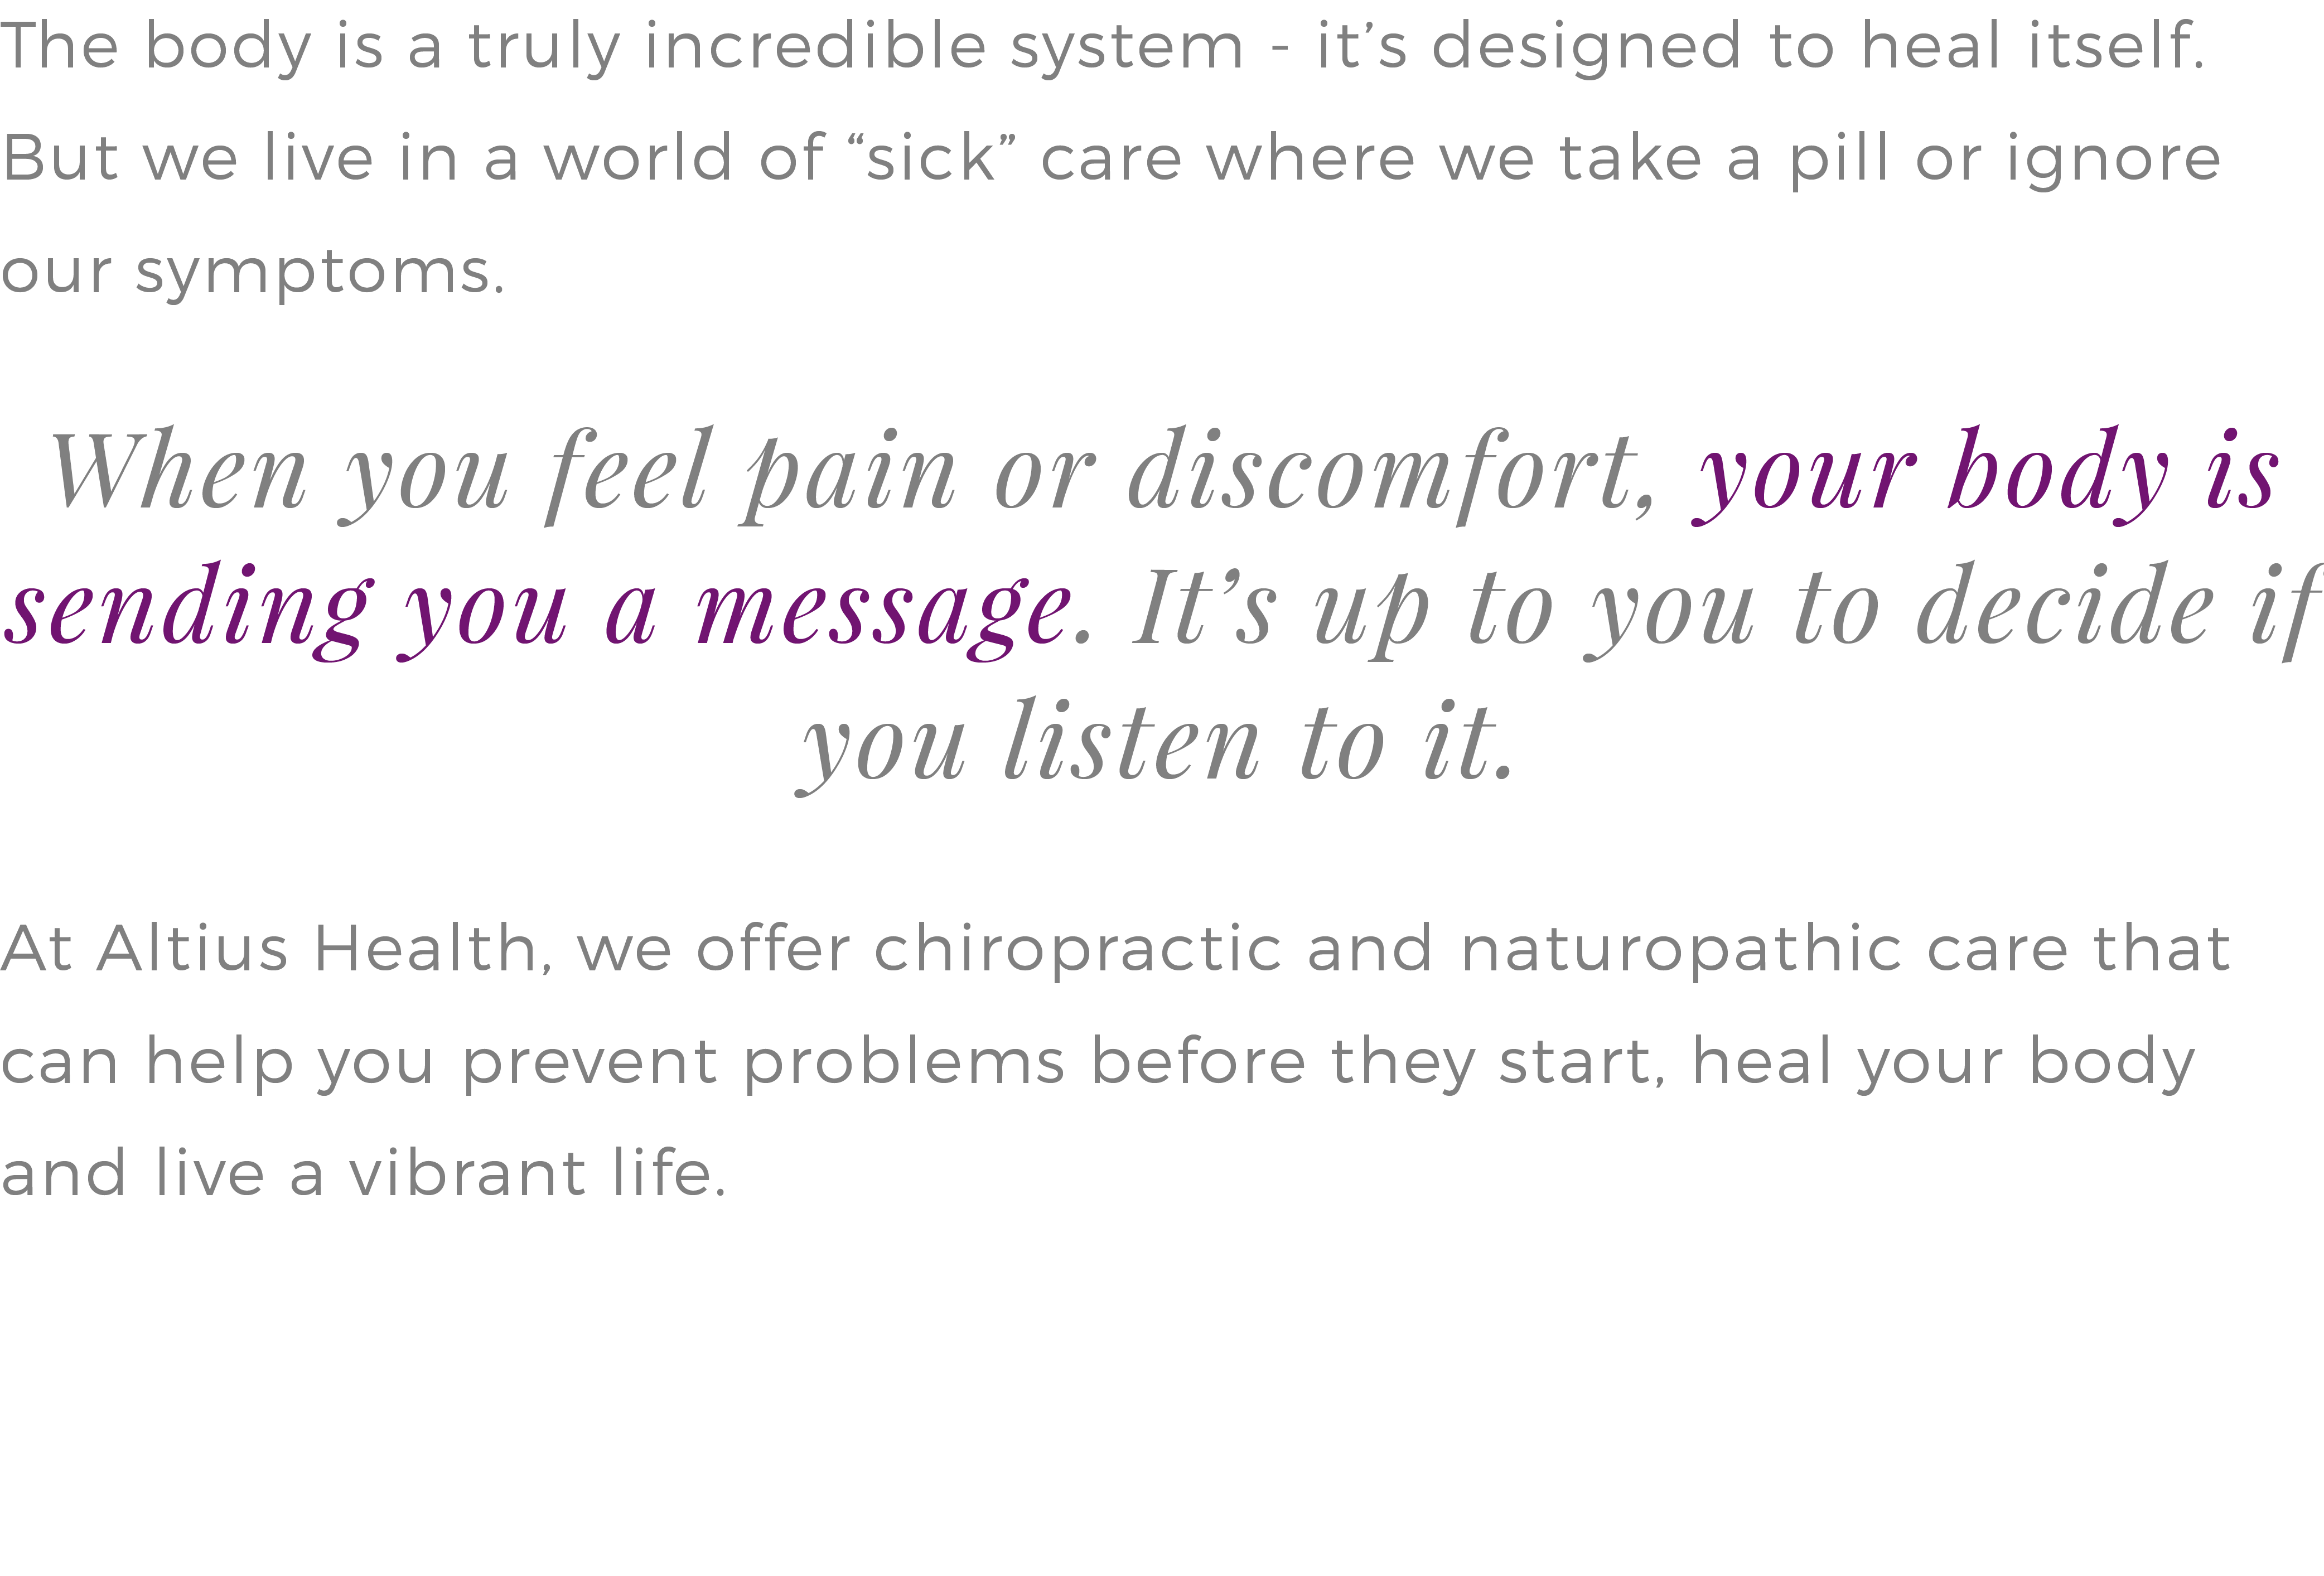 The body is a truly incredible system - it’s designed to heal itself.
But we live in a world of “sick” care where we take a pill or ignore
our symptoms.
When you feel pain or discomfort, your body is
sending you a message. It’s up to you to decide if
you listen to it.
At Altius Health, we offer chiropractic and naturopathic care that
can help you prevent problems before they start, heal your body
and live a vibrant life.